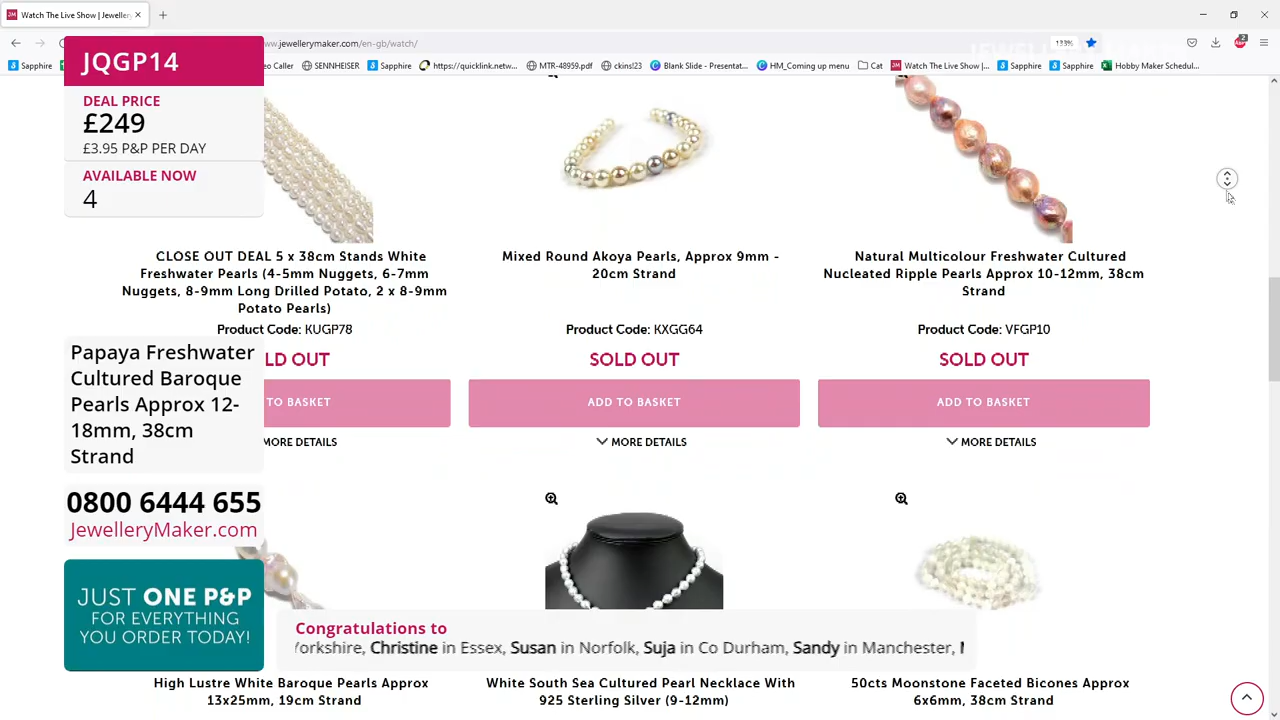 Watch The Live Show | Jeweller
JQGP14
www.jewellerymaker.com/en-gb/watch/
133%
2
Sapphire
eo Caller
SENNHEISER
Sapphire
https://quicklink.netw...
MTR-48959.pdf
ckins123
Blank Slide - Presentat...
HM_Coming up menu
Cat
Watch The Live Show |...
Sapphire
Sapphire
Hobby Maker Schedul...
DEAL PRICE
£249
£3.95 P&P PER DAY
AVAILABLE NOW
4
CLOSE OUT DEAL 5 x 38cm Stands White
Freshwater Pearls (4-5mm Nuggets, 6-7mm
Nuggets, 8-9mm Long Drilled Potato, 2 x 8-9mm
Potato Pearls)
Product Code: KUGP78
LD OUT
TO BASKET
MORE DETAILS
Mixed Round Akoya Pearls, Approx 9mm -
20cm Strand
Product Code: KXGG64
SOLD OUT
ADD TO BASKET
MORE DETAILS
Natural Multicolour Freshwater Cultured
Nucleated Ripple Pearls Approx 10-12mm, 38cm
Strand
Product Code: VFGP10
SOLD OUT
ADD TO BASKET
MORE DETAILS
Papaya Freshwater
Cultured Baroque
Pearls Approx 12-
18mm, 38cm
Strand
0800 6444 655
JewelleryMaker.com
JUST ONE P&P
FOR EVERYTHING
YOU ORDER TODAY!
Congratulations to
Yorkshire, Christine in Essex, Susan in Norfolk, Suja in Co Durham, Sandy in Manchester,
High Lustre White Baroque Pearls Approx
13x25mm, 19cm Strand
White South Sea Cultured Pearl Necklace With
925 Sterling Silver (9-12mm)
50cts Moonstone Faceted Bicones Approx
6x6mm, 38cm Strand